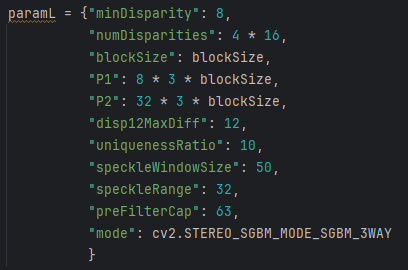 paramL = {"minDisparity": 8,
"numDisparities": 4 * 16,
"blockSize": blockSize,
"P1": 8 * 3 * blockSize,
"P2": 32 * 3 * blockSize,
"disp12MaxDiff": 12,
"uniquenessRatio": 10,
"speckleWindowSize": 50,
"speckleRange": 32,
"preFilterCap": 63,
"mode": cv2.STEREO_SGBM_MODE_SGBM_3WAY
}